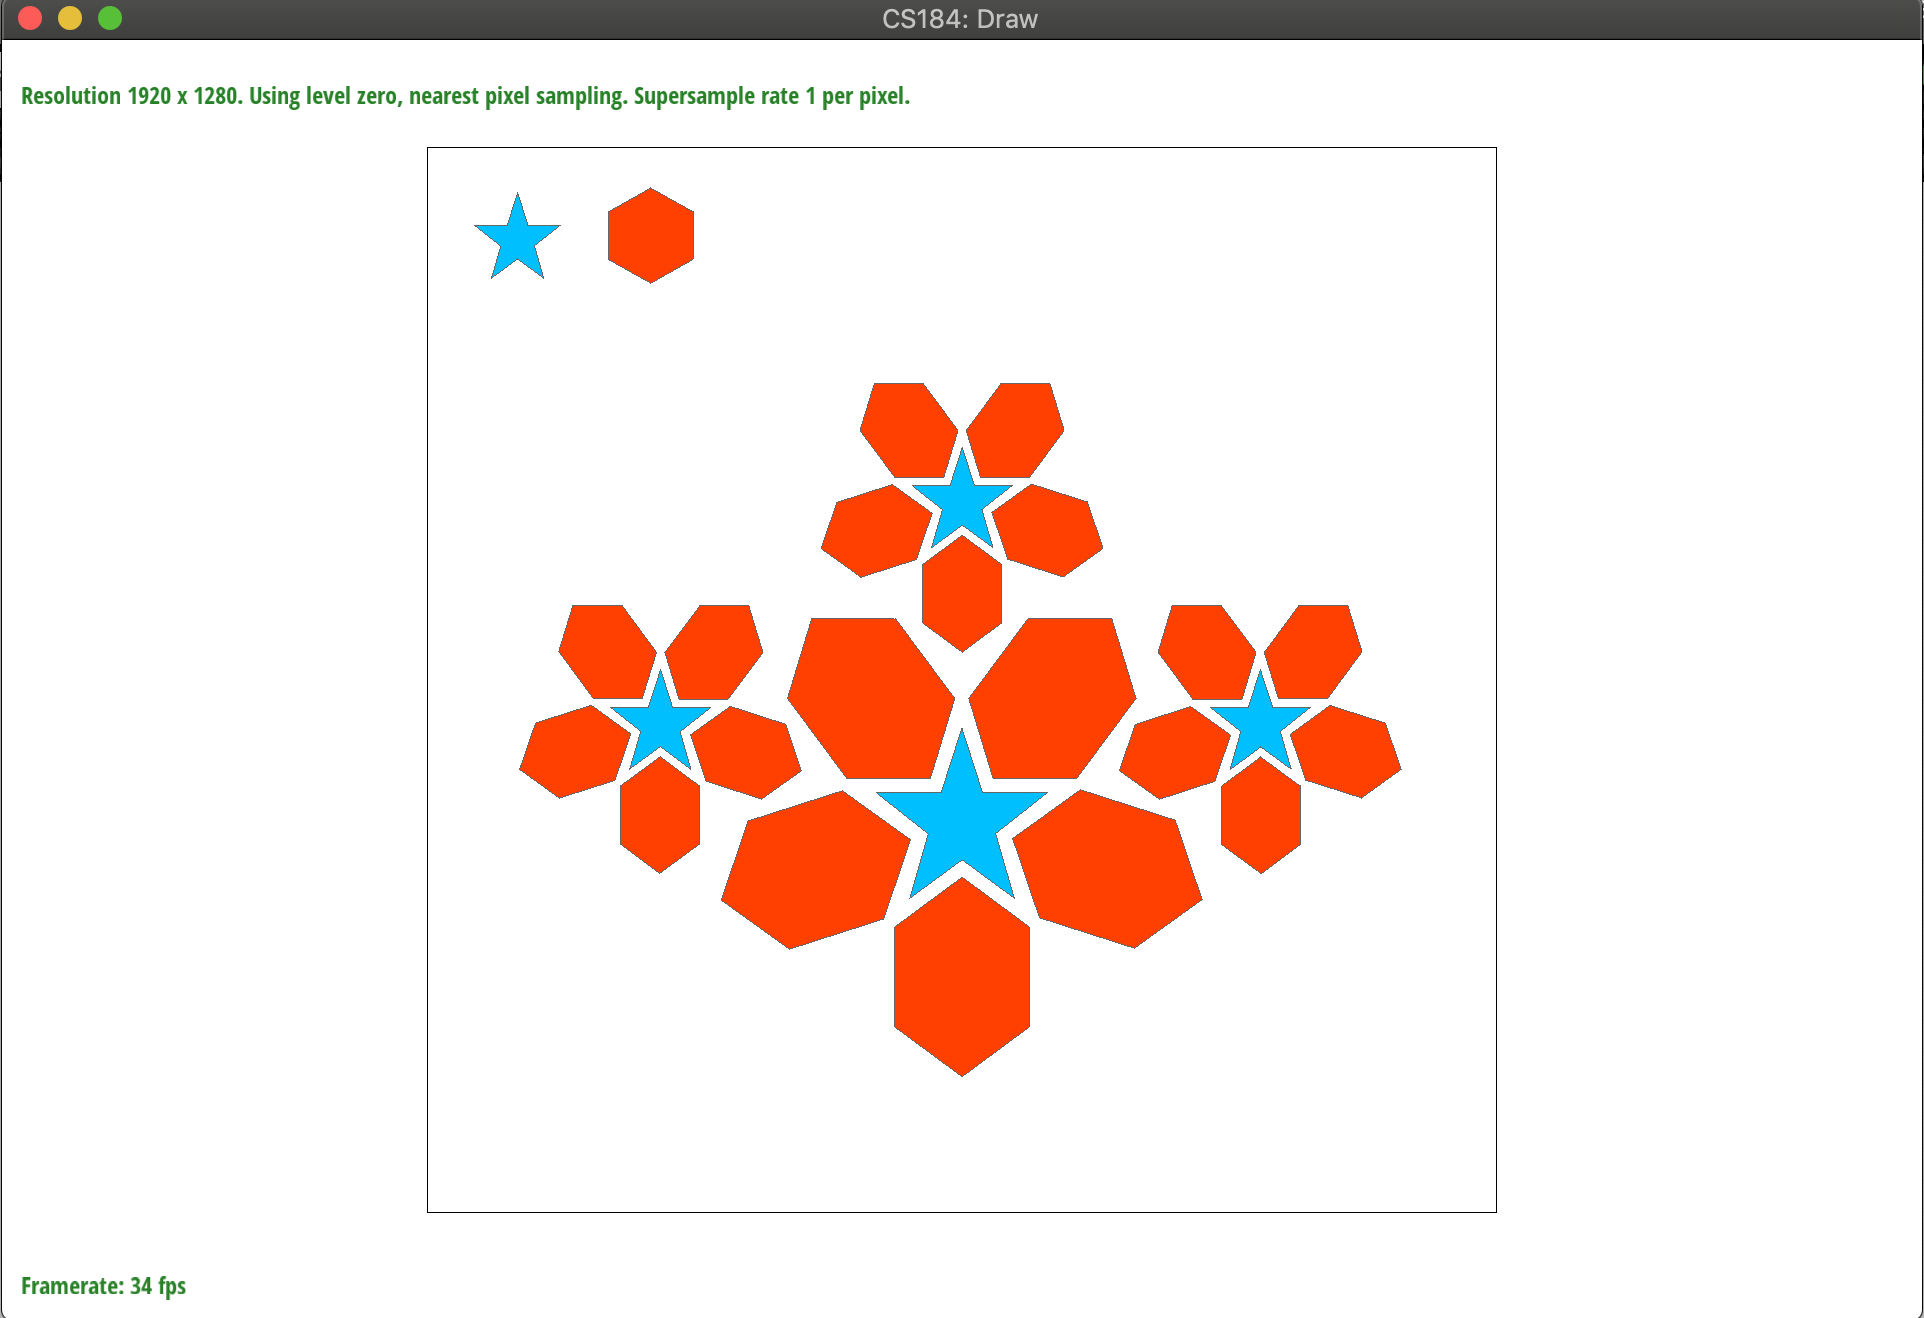 CS184: Draw
Resolution 1920 x 1280. Using level zero, nearest pixel sampling. Supersample rate 1 per pixel.
Framerate: 34 fps